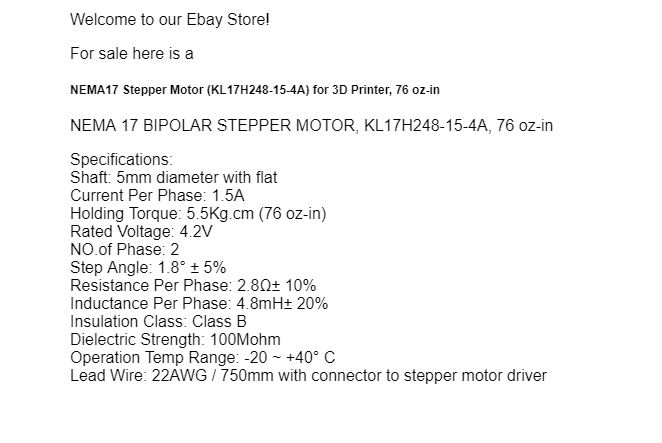 Welcome to our Ebay Store!
For sale here is a
NEMA17 Stepper Motor (KL17H248-15-4A) for 3D Printer, 76 oz-in
NEMA 17 BIPOLAR STEPPER MOTOR, KL17H248-15-4A, 76 oz-in
Specifications:
Shaft: 5mm diameter with flat
Current Per Phase: 1.5A
Holding Torque: 5.5Kg.cm (76 oz-in)
Rated Voltage: 4.2V
NO.of Phase: 2
Step Angle: 1.8° ± 5%
Resistance Per Phase: 2.8Ω± 10%
Inductance Per Phase: 4.8mH± 20%
Insulation Class: Class B
Dielectric Strength: 100Mohm
Operation Temp Range: -20 ~ +40° C
Lead Wire: 22AWG / 750mm with connector to stepper motor driver